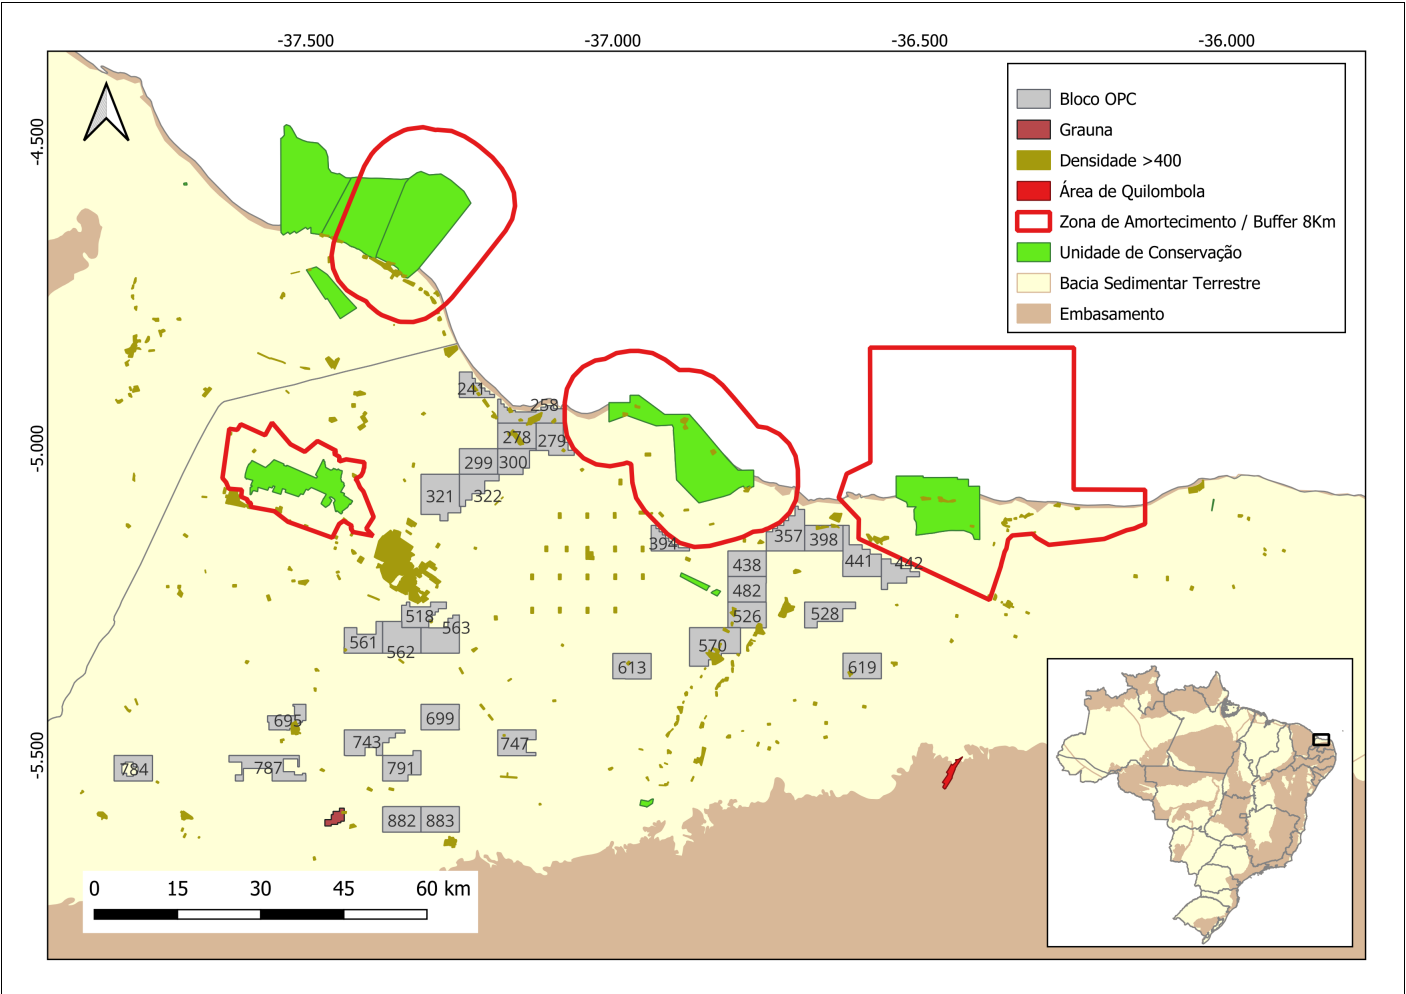 -37.500 -37.000 -36.500 -36.000
-4.500
-5.000
-5.500
Bloco OPC
Grauna
Densidade >400
Área de Quilombola
Zona de Amortecimento / Buffer 8Km
Unidade de Conservação
Bacia Sedimentar Terrestre
Embasamento
241
258
278 279
299 300
321 322
394
357 398
438 441 442
482
518 526 528
563
561 562 570
613 619
695 699
743 747
784 787 791
882 883
0 15 30 45 60 km